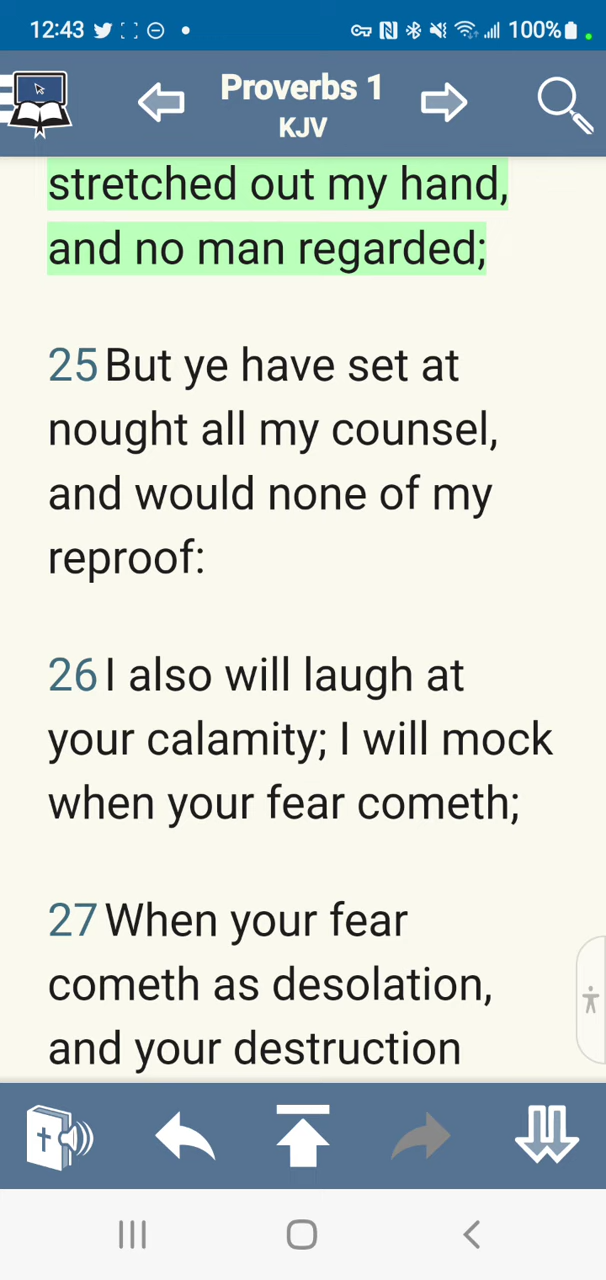 12:43
100%
Proverbs 1
KJV
stretched out my hand,
and no man regarded;
25 But ye have set at
nought all my counsel,
and would none of my
reproof:
26 I also will laugh at
your calamity; I will mock
when your fear cometh;
27 When your fear
cometh as desolation,
and your destruction